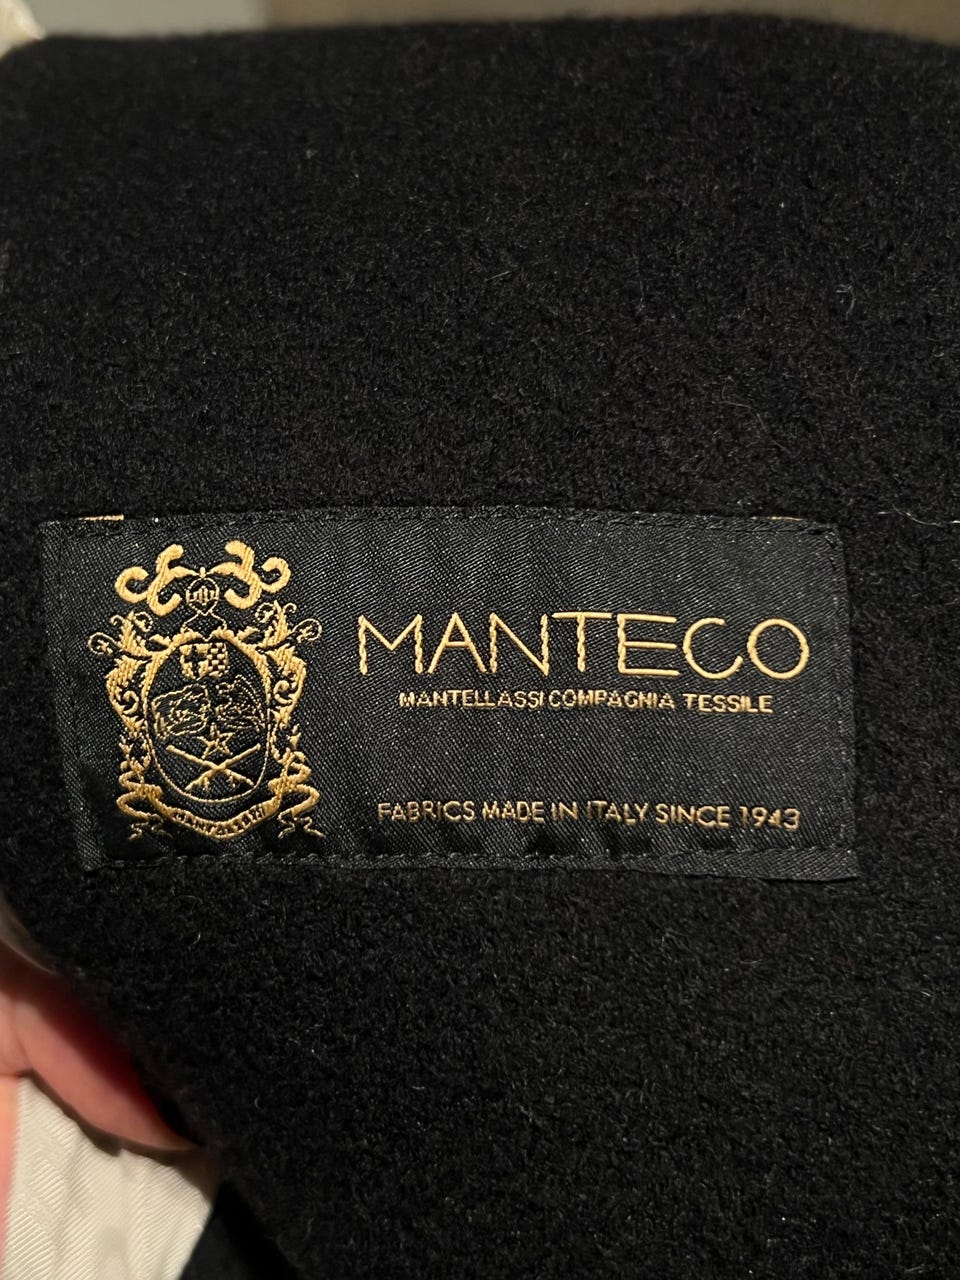 MANTECO
MANTELLASSI COMPAGNIA TESSILE
FABRICS MADE IN ITALY SINCE 1943